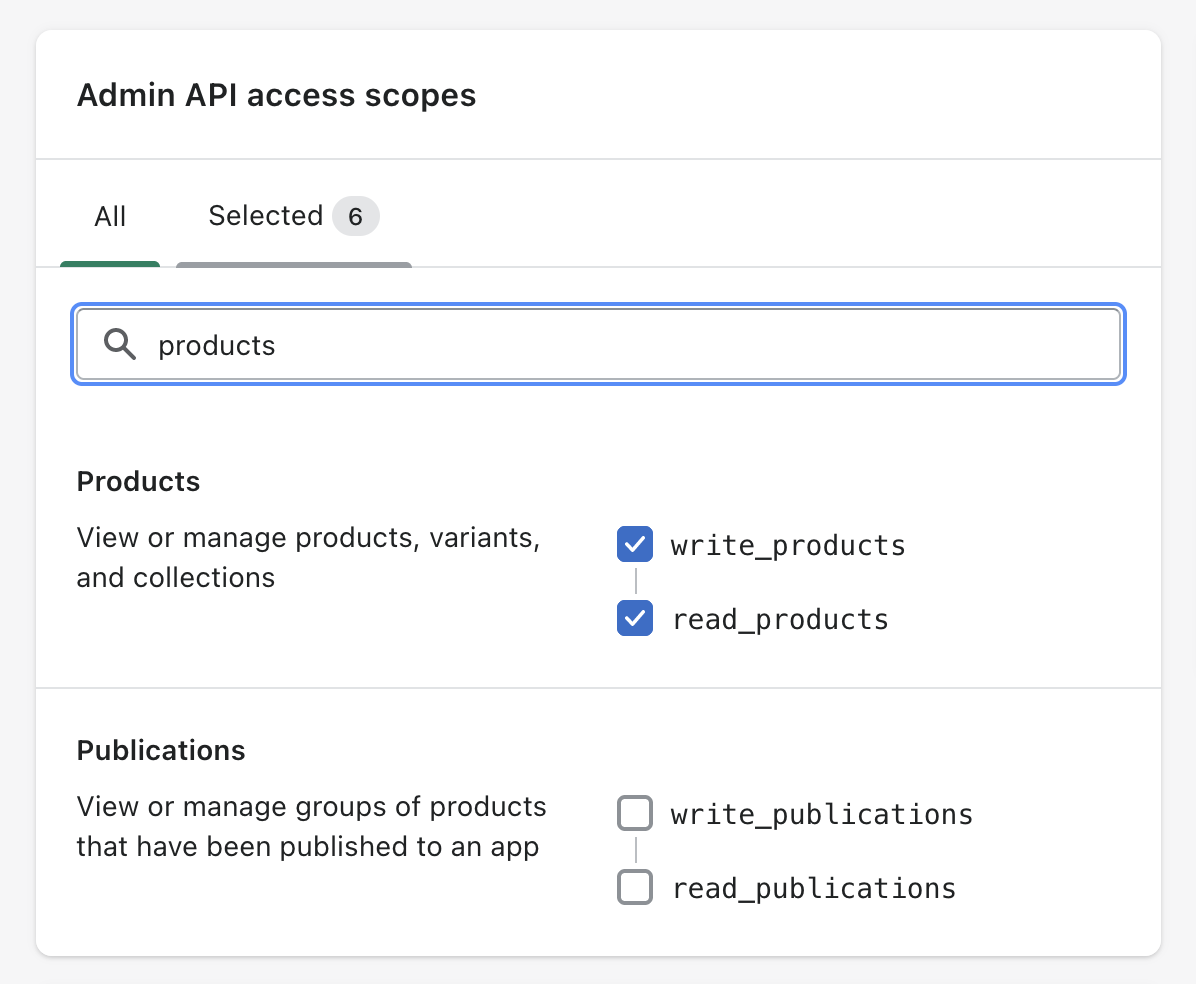 Admin API access scopes
All
Selected 6
products
Products
View or manage products, variants,
and collections
write_products
read_products
Publications
View or manage groups of products
that have been published to an app
write_publications
read_publications